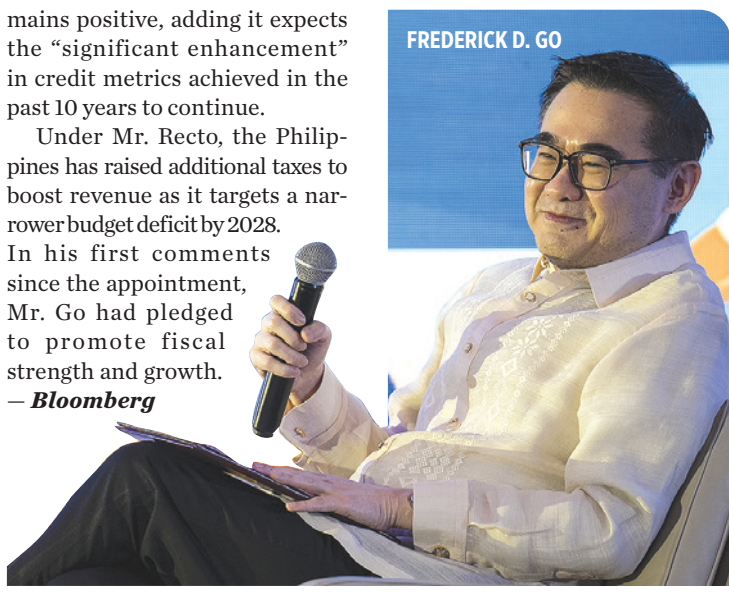 mains positive, adding it expects
the “significant enhancement”
in credit metrics achieved in the
past 10 years to continue.
Under Mr. Recto, the Philip-
pines has raised additional taxes to
boost revenue as it targets a nar-
rower budget deficit by 2028.
In his first comments
since the appointment,
Mr. Go had pledged
to promote fiscal
strength and growth.
— Bloomberg
FREDERICK D. GO